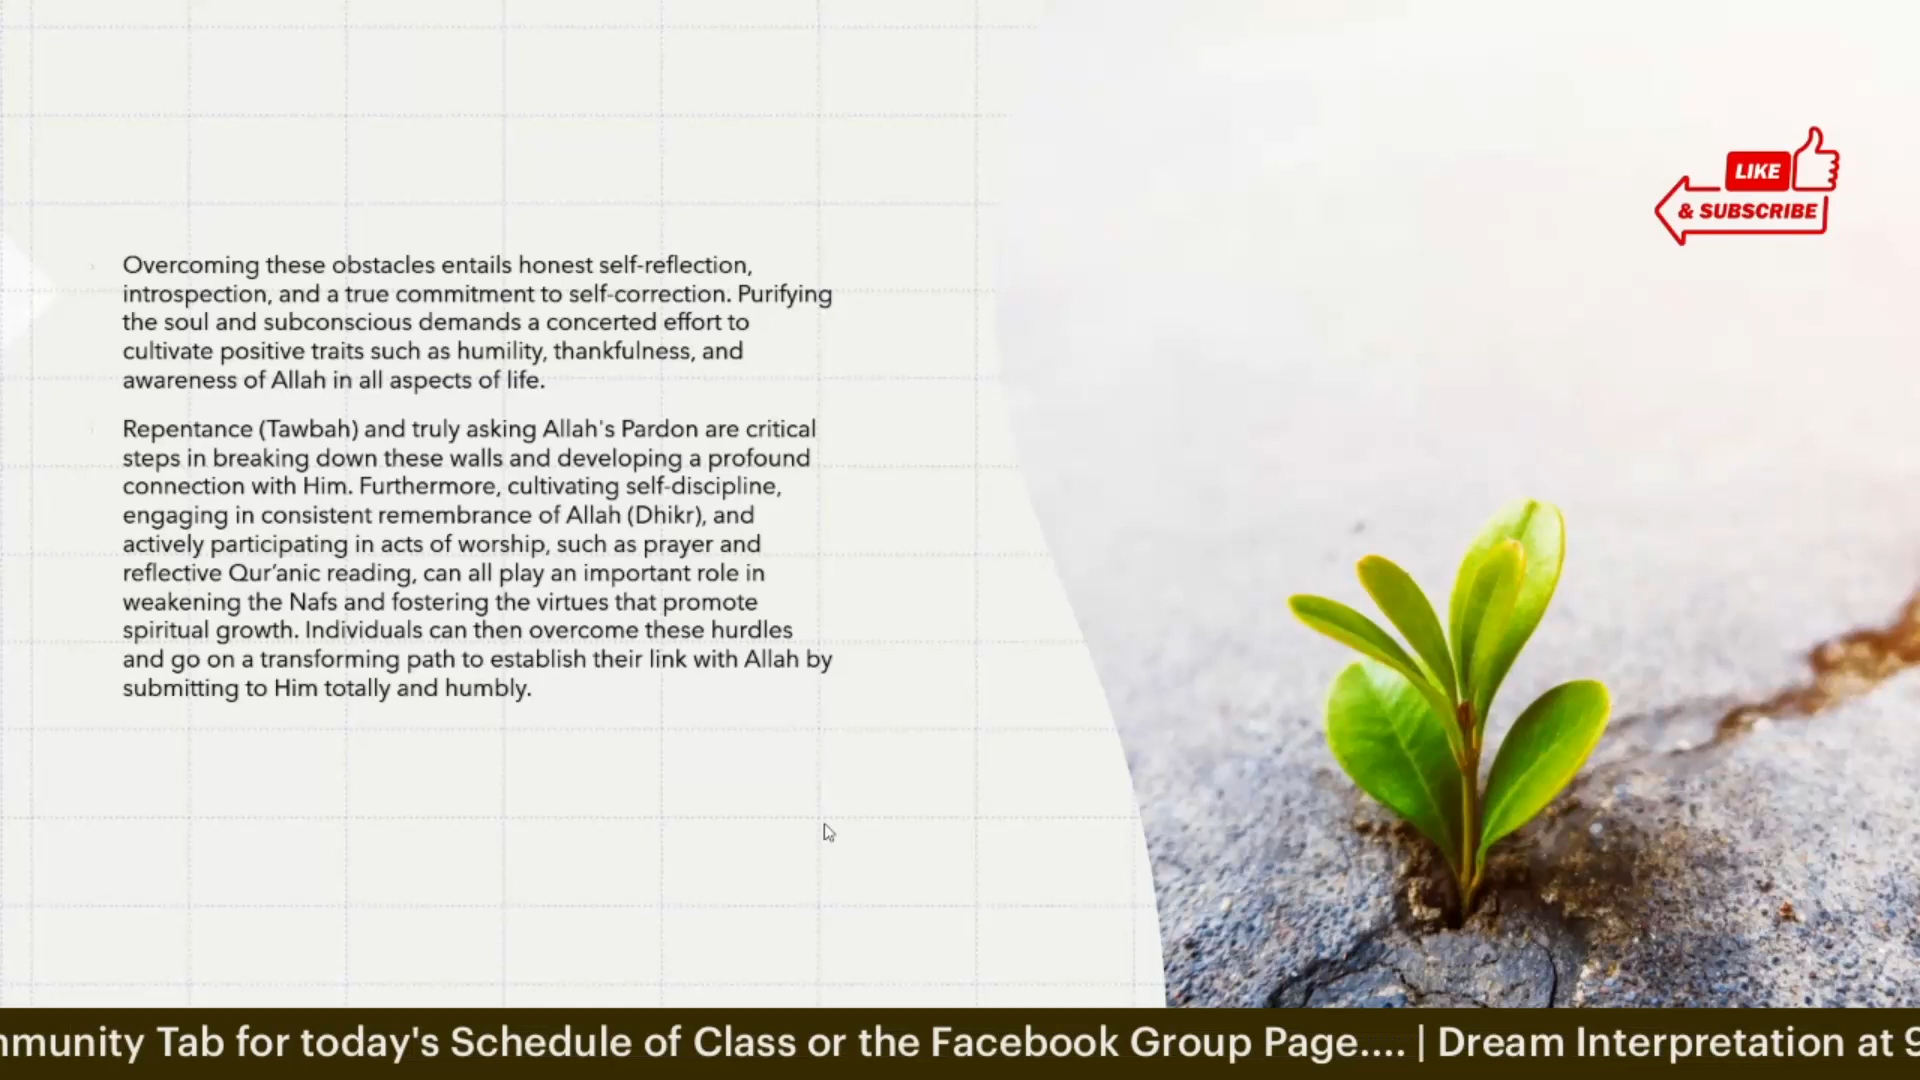 LIKE
& SUBSCRIBE
Overcoming these obstacles entails honest self-reflection,
introspection, and a true commitment to self-correction. Purifying
the soul and subconscious demands a concerted effort to
cultivate positive traits such as humility, thankfulness, and
awareness of Allah in all aspects of life.
Repentance (Tawbah) and truly asking Allah's Pardon are critical
steps in breaking down these walls and developing a profound
connection with Him. Furthermore, cultivating self-discipline,
engaging in consistent remembrance of Allah (Dhikr), and
actively participating in acts of worship, such as prayer and
reflective Qur’anic reading, can all play an important role in
weakening the Nafs and fostering the virtues that promote
spiritual growth. Individuals can then overcome these hurdles
and go on a transforming path to establish their link with Allah by
submitting to Him totally and humbly.
mmunity Tab for today's Schedule of Class or the Facebook Group Page.... | Dream Interpretation at 9